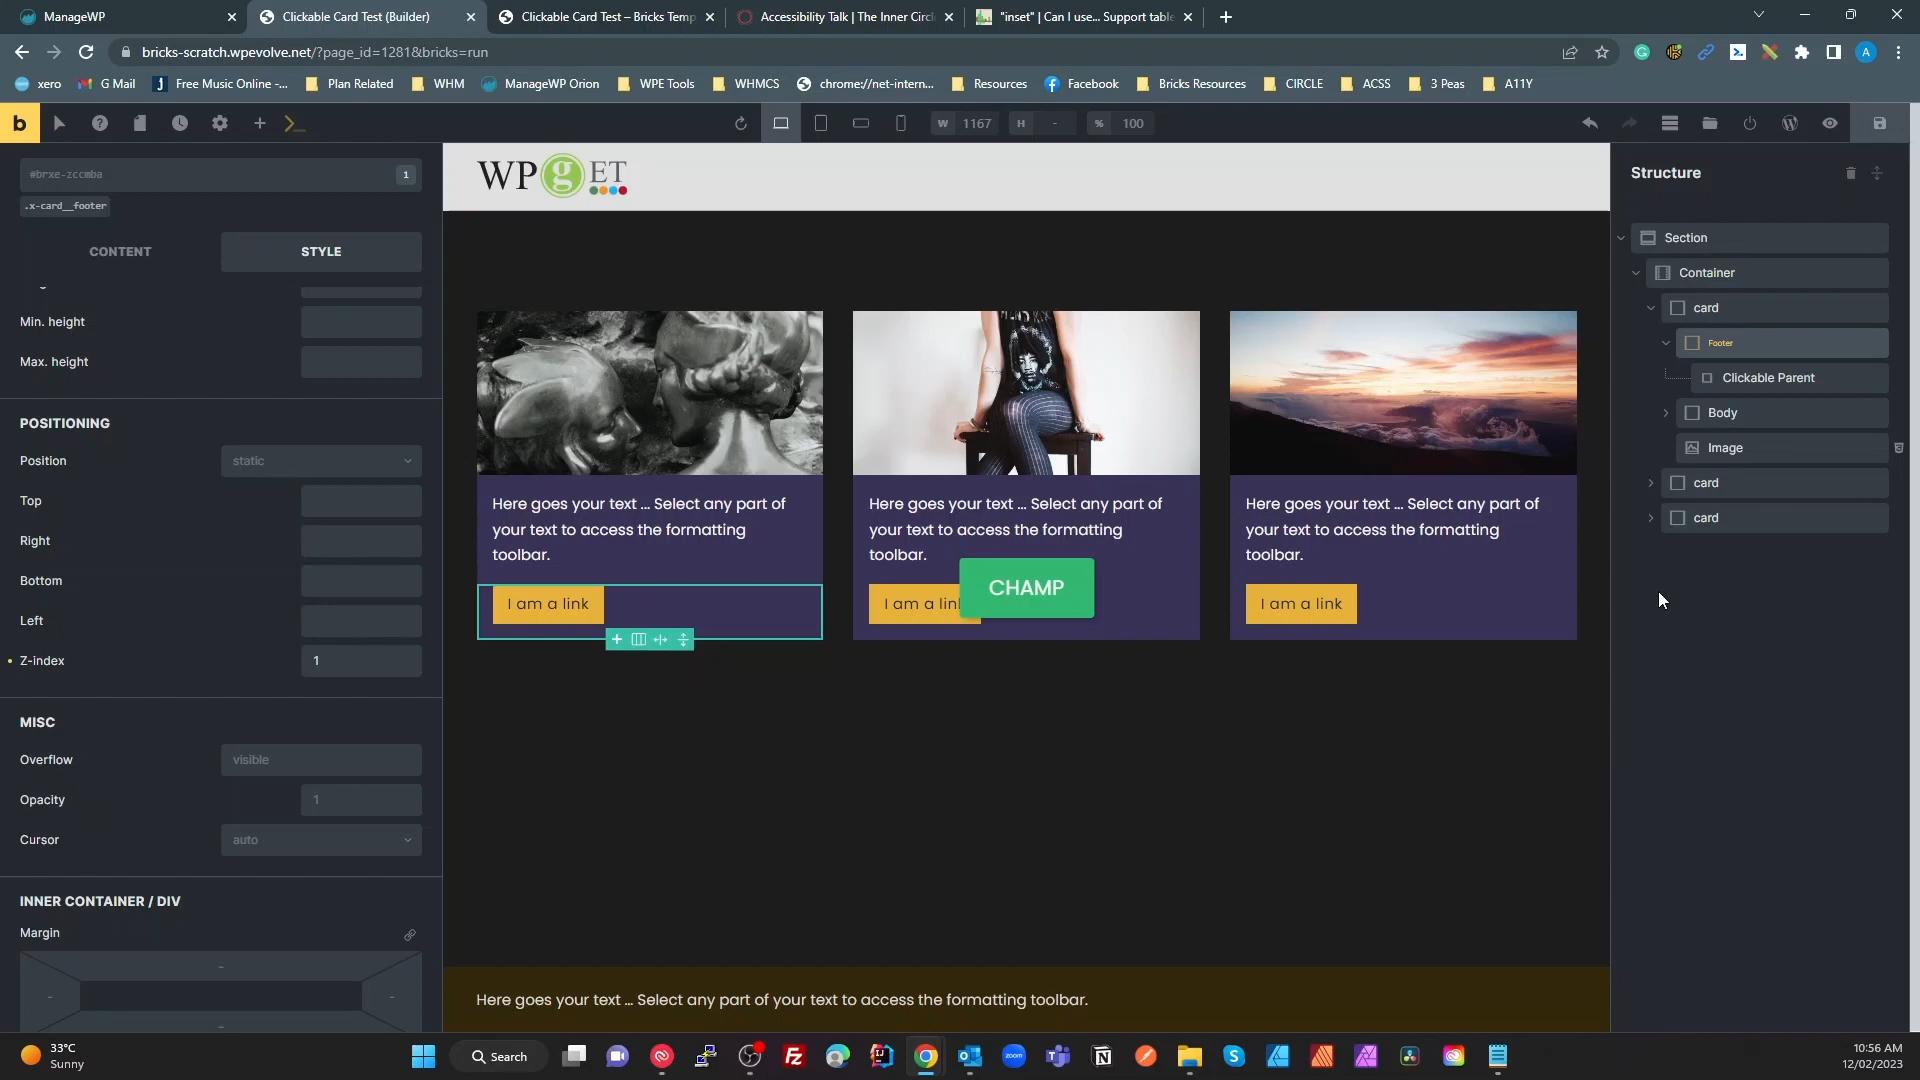 ManageWP
Clickable Card Test (Builder)
Clickable Card Test – Bricks Temp
Accessibility Talk | The Inner Circl
"inset" | Can I use... Support table
bricks-scratch.wpevolve.net/?page_id=1281&bricks=run
xero
G Mail
Free Music Online -...
Plan Related
WHM
ManageWP Orion
WPE Tools
WHMCS
chrome://net-intern...
Resources
Facebook
Bricks Resources
CIRCLE
ACSS
3 Peas
A11Y
b
W 1167
H -
% 100
#brxe-zccmba
1
.x-card__footer
CONTENT
STYLE
Min. height
Max. height
POSITIONING
Position
static
Top
Right
Bottom
Left
Z-index
1
MISC
Overflow
visible
Opacity
1
Cursor
auto
INNER CONTAINER / DIV
Margin
WP g ET
Here goes your text ... Select any part of
your text to access the formatting
toolbar.
I am a link
Here goes your text ... Select any part of
your text to access the formatting
toolbar.
I am a link
CHAMP
Here goes your text ... Select any part of
your text to access the formatting
toolbar.
I am a link
Here goes your text ... Select any part of your text to access the formatting toolbar.
Structure
Section
Container
card
Footer
Clickable Parent
Body
Image
card
card
33°C
Sunny
Search
10:56 AM
12/02/2023